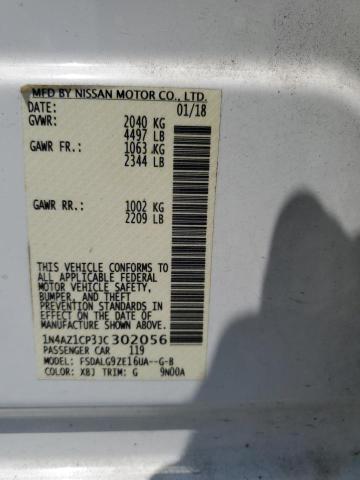 MFD BY NISSAN MOTOR CO., LTD.
DATE: 01/18
GVWR: 2040 KG
4497 LB
GAWR FR.: 1063 KG
2344 LB
GAWR RR.: 1002 KG
2209 LB
THIS VEHICLE CONFORMS TO
ALL APPLICABLE FEDERAL
MOTOR VEHICLE SAFETY,
BUMPER, AND THEFT
PREVENTION STANDARDS IN
EFFECT ON THE DATE OF
MANUFACTURE SHOWN ABOVE.
1N4AZ1CP3JC302056
PASSENGER CAR 119
MODEL: FSDALG9ZE16UA--G-B
COLOR: XBJ TRIM: G 9N00A